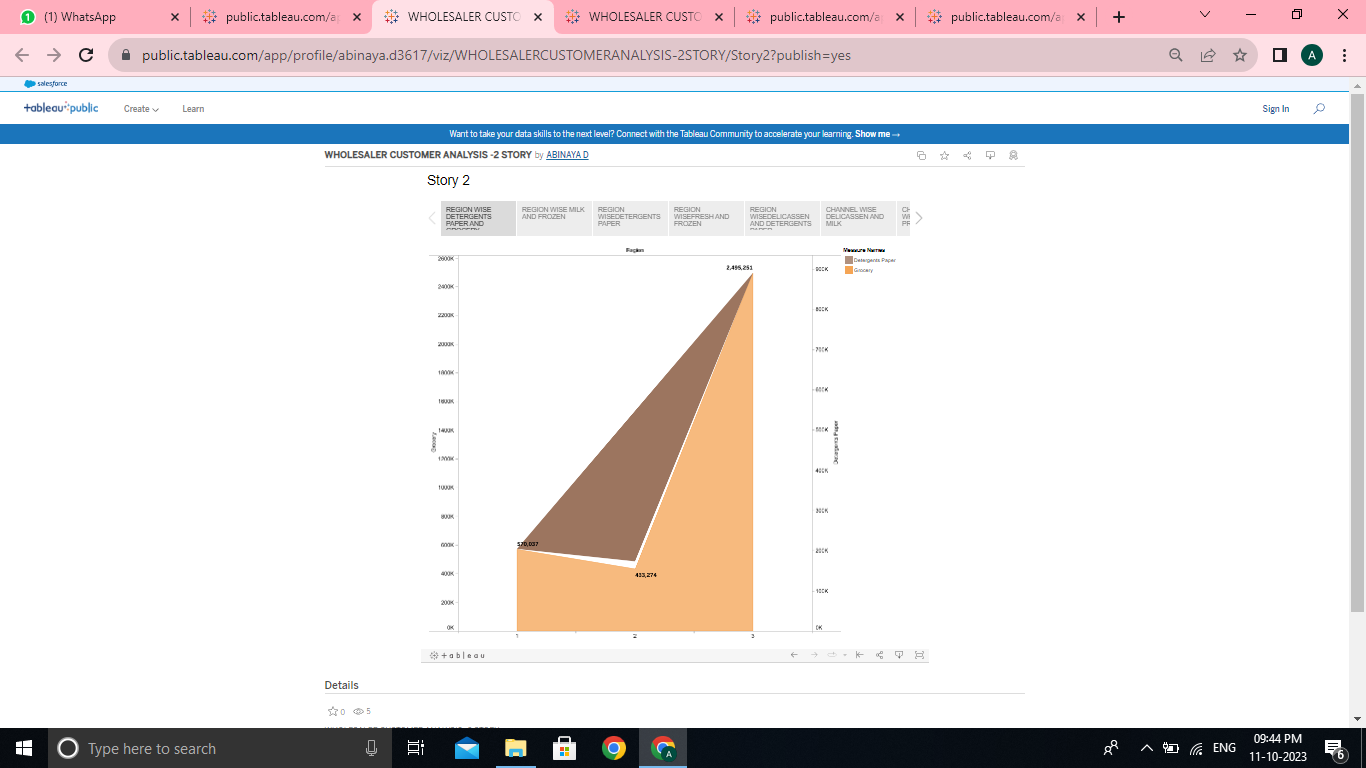 (1) WhatsApp
public.tableau.com/a
WHOLESALER CUSTO
WHOLESALER CUSTO
public.tableau.com/a
public.tableau.com/a
public.tableau.com/app/profile/abinaya.d3617/viz/WHOLESALERCUSTOMERANALYSIS-2STORY/Story2?publish=yes
A
salesforce
+ableau public
Create
Learn
Sign In
Want to take your data skills to the next level? Connect with the Tableau Community to accelerate your learning. Show me →
WHOLESALER CUSTOMER ANALYSIS -2 STORY by ABINAYA D
Story 2
REGION WISE
DETERGENTS
PAPER AND
GROCERY
REGION WISE MILK
AND FROZEN
REGION
WISEDETERGENTS
PAPER
REGION
WISEFRESH AND
FROZEN
REGION
WISEDELICASSEN
AND DETERGENTS
PAPER
CHANNEL WISE
DELICASSEN AND
MILK
Region
Measure Names
Detergents Paper
Grocery
2600K
2400K
2200K
2000K
1800K
1600K
1400K
1200K
1000K
800K
600K
400K
200K
0K
Grocery
2,495,251
570,037
433,274
900K
800K
700K
600K
500K
400K
300K
200K
100K
0K
Detergents Paper
1
2
3
+ableau
Details
0
5
Type here to search
ENG
09:44 PM
11-10-2023
6